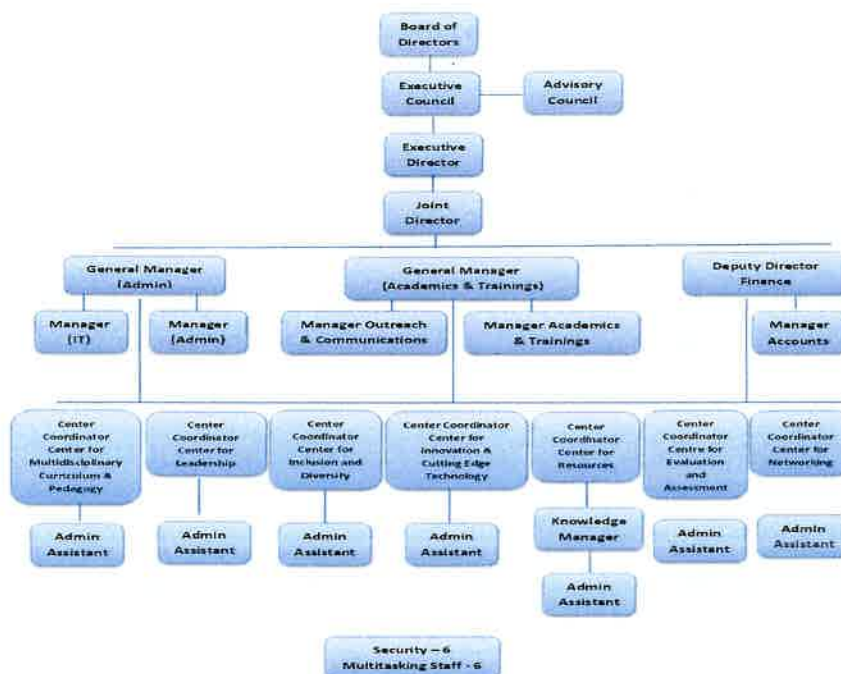 Board of
Directors
Executive
Council
Advisory
Council
Executive
Director
Joint
Director
General Manager
(Admin)
General Manager
(Academics & Trainings)
Deputy Director
Finance
Manager
(IT)
Manager
(Admin)
Manager Outreach
& Communications
Manager Academics
& Trainings
Manager
Accounts
Center
Coordinator
Center for
Multidisciplinary
Curriculum &
Pedagogy
Center
Coordinator
Center for
Leadership
Center
Coordinator
Center for
Inclusion and
Diversity
Center Coordinator
Center for
Innovation &
Cutting Edge
Technology
Center
Coordinator
Center for
Resources
Center
Coordinator
Centre for
Evaluation
and
Assessment
Center
Coordinator
Center for
Networking
Admin
Assistant
Admin
Assistant
Admin
Assistant
Admin
Assistant
Knowledge
Manager
Admin
Assistant
Admin
Assistant
Admin
Assistant
Security – 6
Multitasking Staff - 6